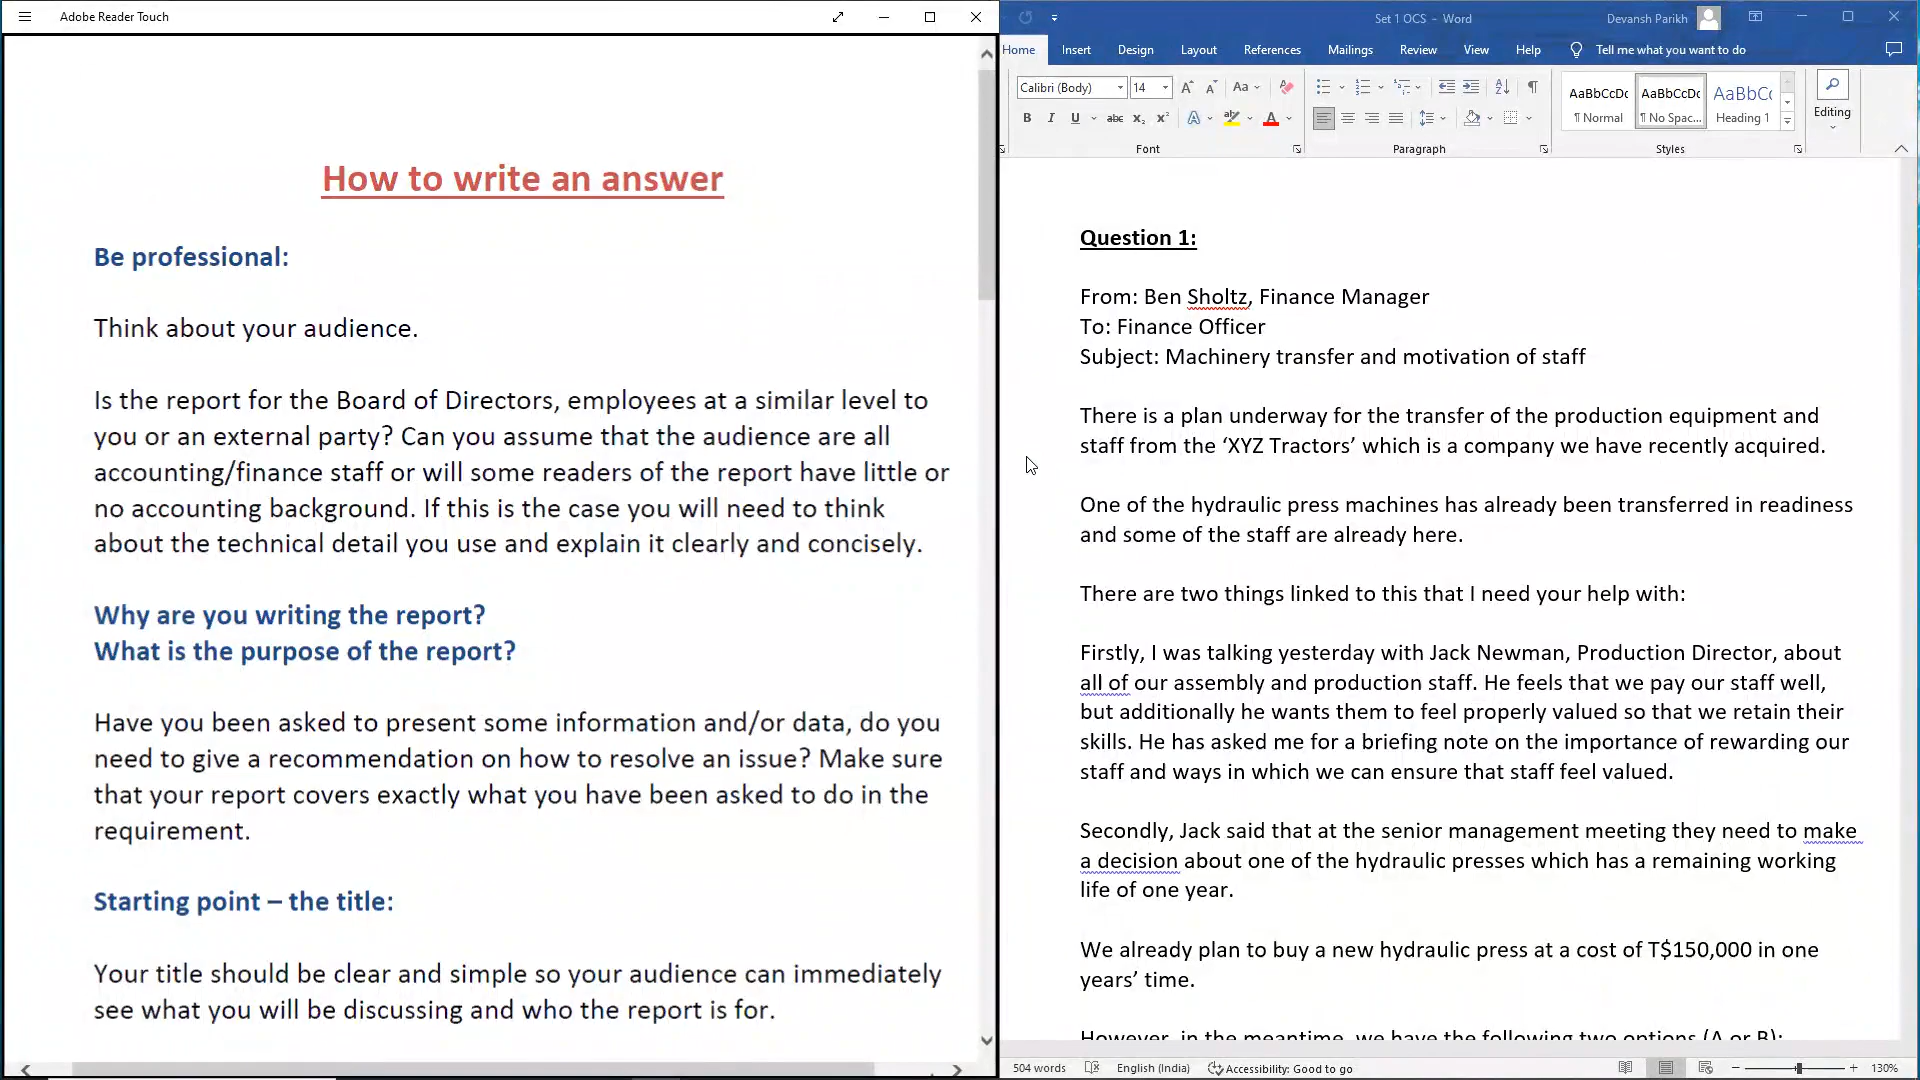 Adobe Reader Touch
How to write an answer
Be professional:
Think about your audience.
Is the report for the Board of Directors, employees at a similar level to
you or an external party? Can you assume that the audience are all
accounting/finance staff or will some readers of the report have little or
no accounting background. If this is the case you will need to think
about the technical detail you use and explain it clearly and concisely.
Why are you writing the report?
What is the purpose of the report?
Have you been asked to present some information and/or data, do you
need to give a recommendation on how to resolve an issue? Make sure
that your report covers exactly what you have been asked to do in the
requirement.
Starting point – the title:
Your title should be clear and simple so your audience can immediately
see what you will be discussing and who the report is for.
Set 1 OCS - Word
Devansh Parikh
Home Insert Design Layout References Mailings Review View Help Tell me what you want to do
Calibri (Body) 14 Aa
AaBbCcDc AaBbCcDc AaBbCc
¶ Normal ¶ No Spac... Heading 1
Editing
Font Paragraph Styles
Question 1:
From: Ben Sholtz, Finance Manager
To: Finance Officer
Subject: Machinery transfer and motivation of staff
There is a plan underway for the transfer of the production equipment and
staff from the ‘XYZ Tractors’ which is a company we have recently acquired.
One of the hydraulic press machines has already been transferred in readiness
and some of the staff are already here.
There are two things linked to this that I need your help with:
Firstly, I was talking yesterday with Jack Newman, Production Director, about
all of our assembly and production staff. He feels that we pay our staff well,
but additionally he wants them to feel properly valued so that we retain their
skills. He has asked me for a briefing note on the importance of rewarding our
staff and ways in which we can ensure that staff feel valued.
Secondly, Jack said that at the senior management meeting they need to make
a decision about one of the hydraulic presses which has a remaining working
life of one year.
We already plan to buy a new hydraulic press at a cost of T$150,000 in one
years’ time.
However, in the meantime, we have the following two options (A or B):
504 words English (India) Accessibility: Good to go 130%